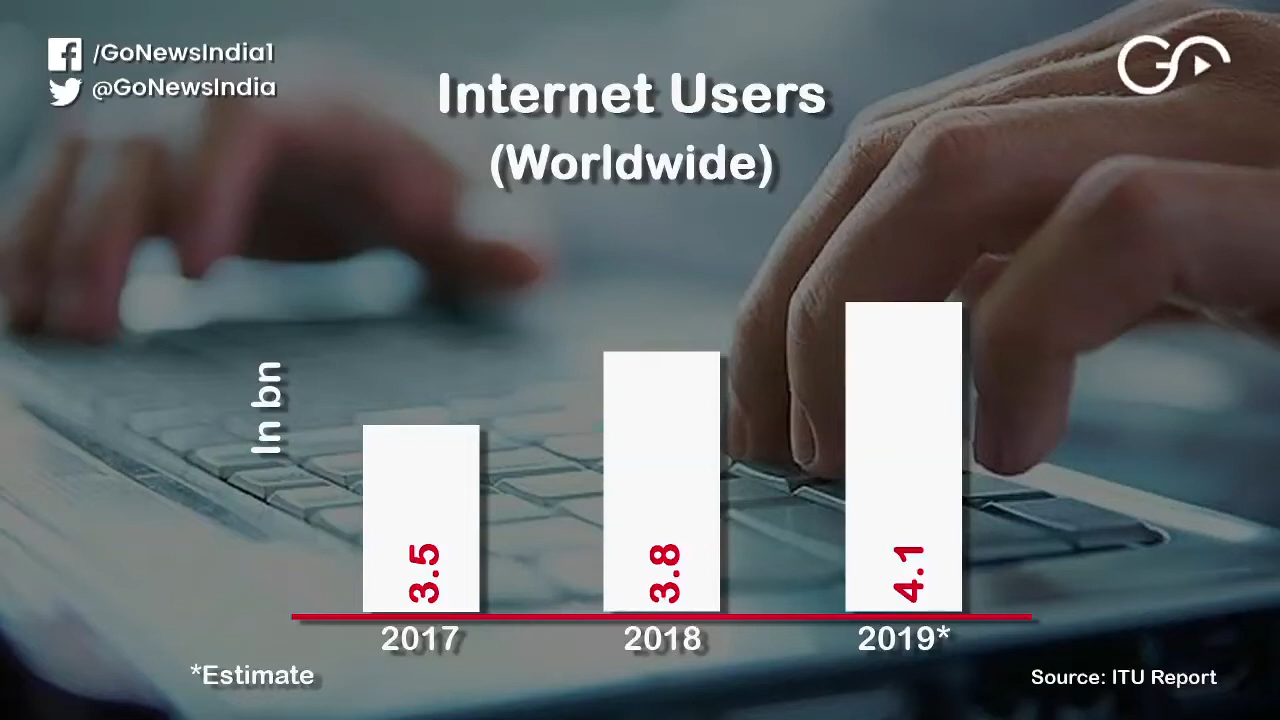 /GoNewsIndia1
@GoNewsIndia
GO
Internet Users
(Worldwide)
In bn
3.5
3.8
4.1
2017
2018
2019*
*Estimate
Source: ITU Report